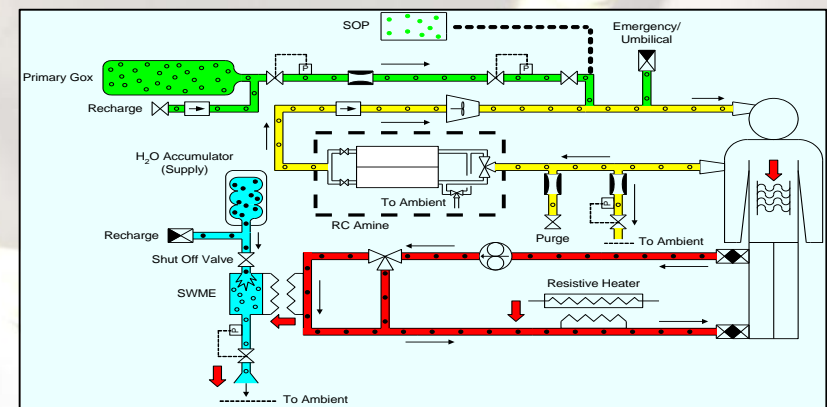 SOP
Emergency/
Umbilical
P
P
Primary Gox
Recharge
H2O Accumulator
(Supply)
To Ambient
RC Amine
P
Recharge
Purge
To Ambient
Shut Off Valve
SWME
Resistive Heater
P
To Ambient